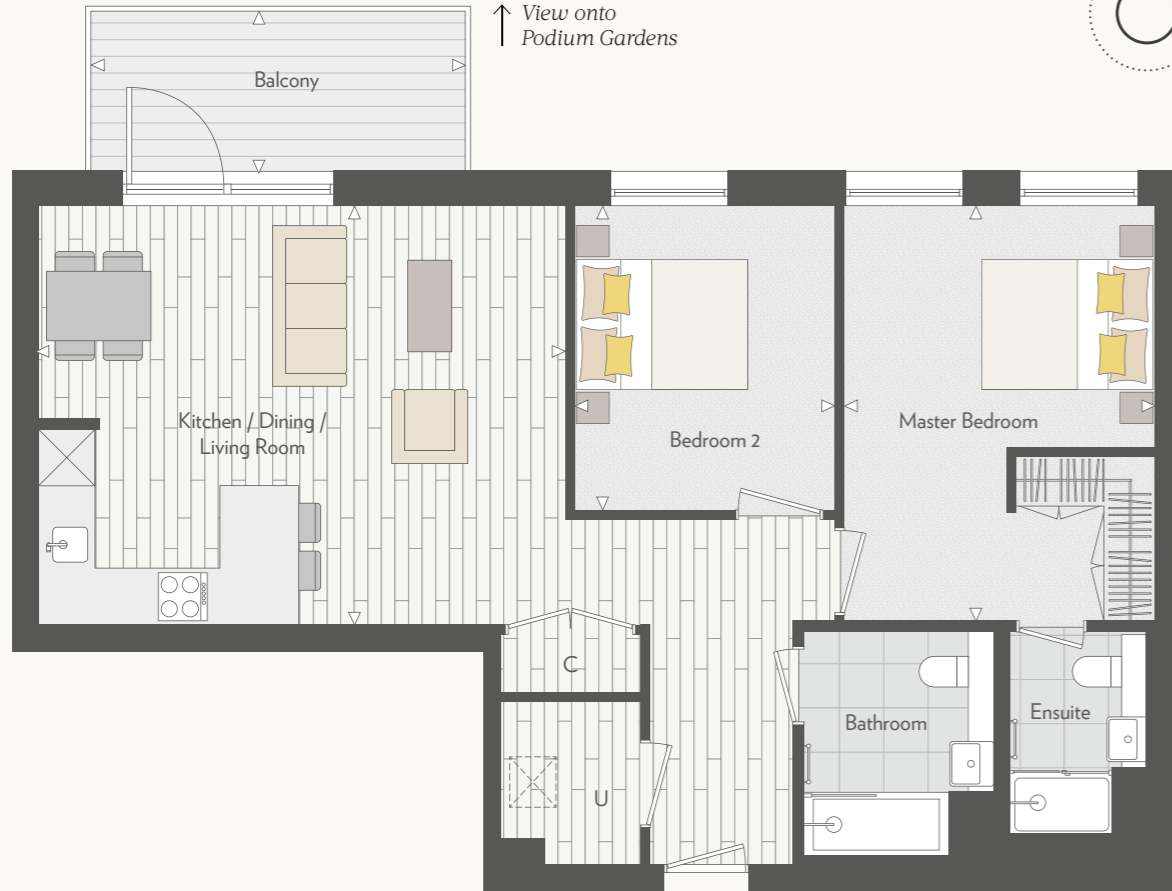 View onto
Podium Gardens
Balcony
Kitchen / Dining /
Living Room
Bedroom 2
Master Bedroom
C
U
Bathroom
Ensuite